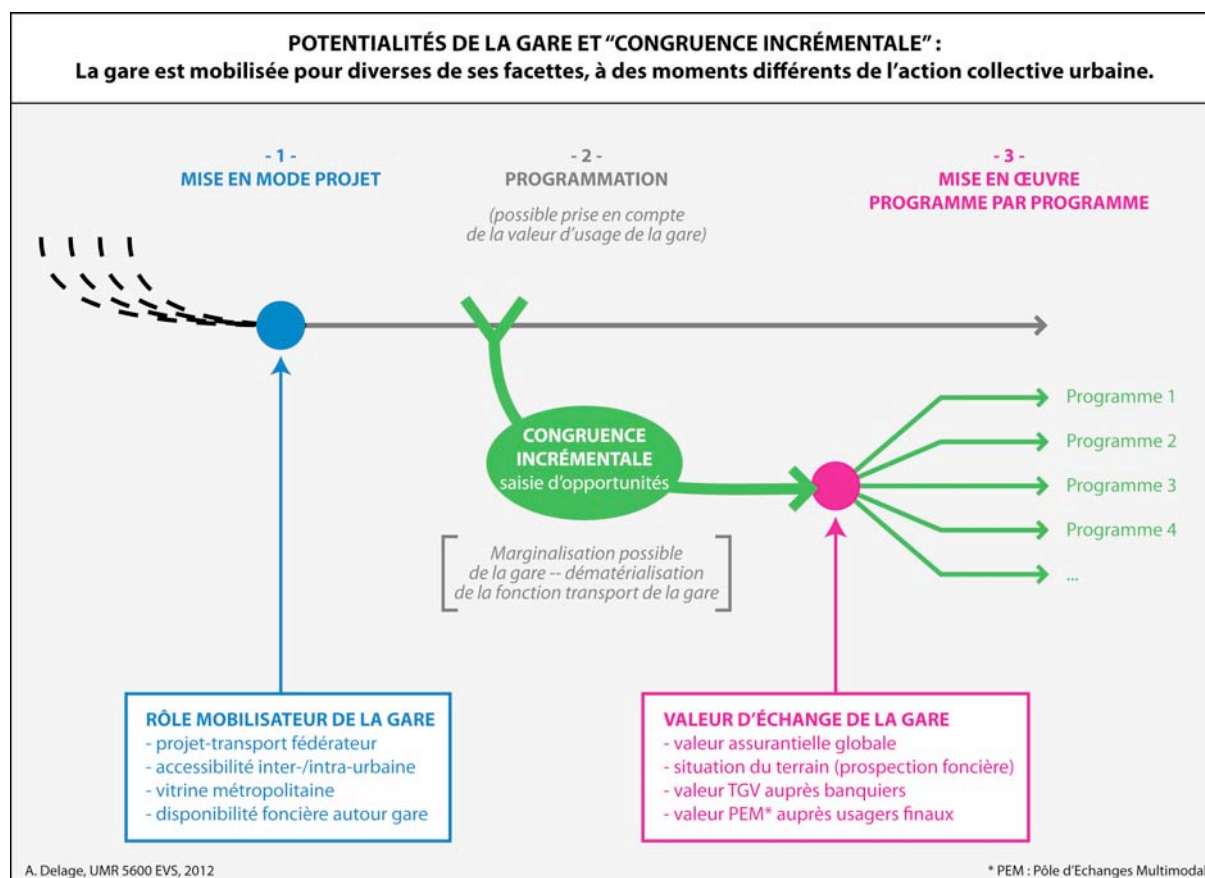 POTENTIALITÉS DE LA GARE ET “CONGRUENCE INCRÉMENTALE” :
La gare est mobilisée pour diverses de ses facettes, à des moments différents de l’action collective urbaine.
- 1 -
MISE EN MODE PROJET
- 2 -
PROGRAMMATION
(possible prise en compte
de la valeur d’usage de la gare)
- 3 -
MISE EN ŒUVRE
PROGRAMME PAR PROGRAMME
CONGRUENCE
INCRÉMENTALE
saisie d’opportunités
Programme 1
Programme 2
Programme 3
Programme 4
...
Marginalisation possible
de la gare -- dématérialisation
de la fonction transport de la gare
RÔLE MOBILISATEUR DE LA GARE
- projet-transport fédérateur
- accessibilité inter-/intra-urbaine
- vitrine métropolitaine
- disponibilité foncière autour gare
VALEUR D’ÉCHANGE DE LA GARE
- valeur assurantielle globale
- situation du terrain (prospection foncière)
- valeur TGV auprès banquiers
- valeur PEM* auprès usagers finaux
A. Delage, UMR 5600 EVS, 2012
* PEM : Pôle d’Echanges Multimodal